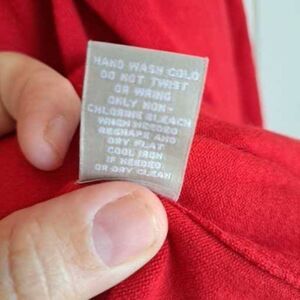 HAND WASH COLD
DO NOT TWIST
OR WRING
ONLY NON-
CHLORINE BLEACH
WHEN NEEDED
RESHAPE AND
DRY FLAT
COOL IRON
IF NEEDED
OR DRY CLEAN